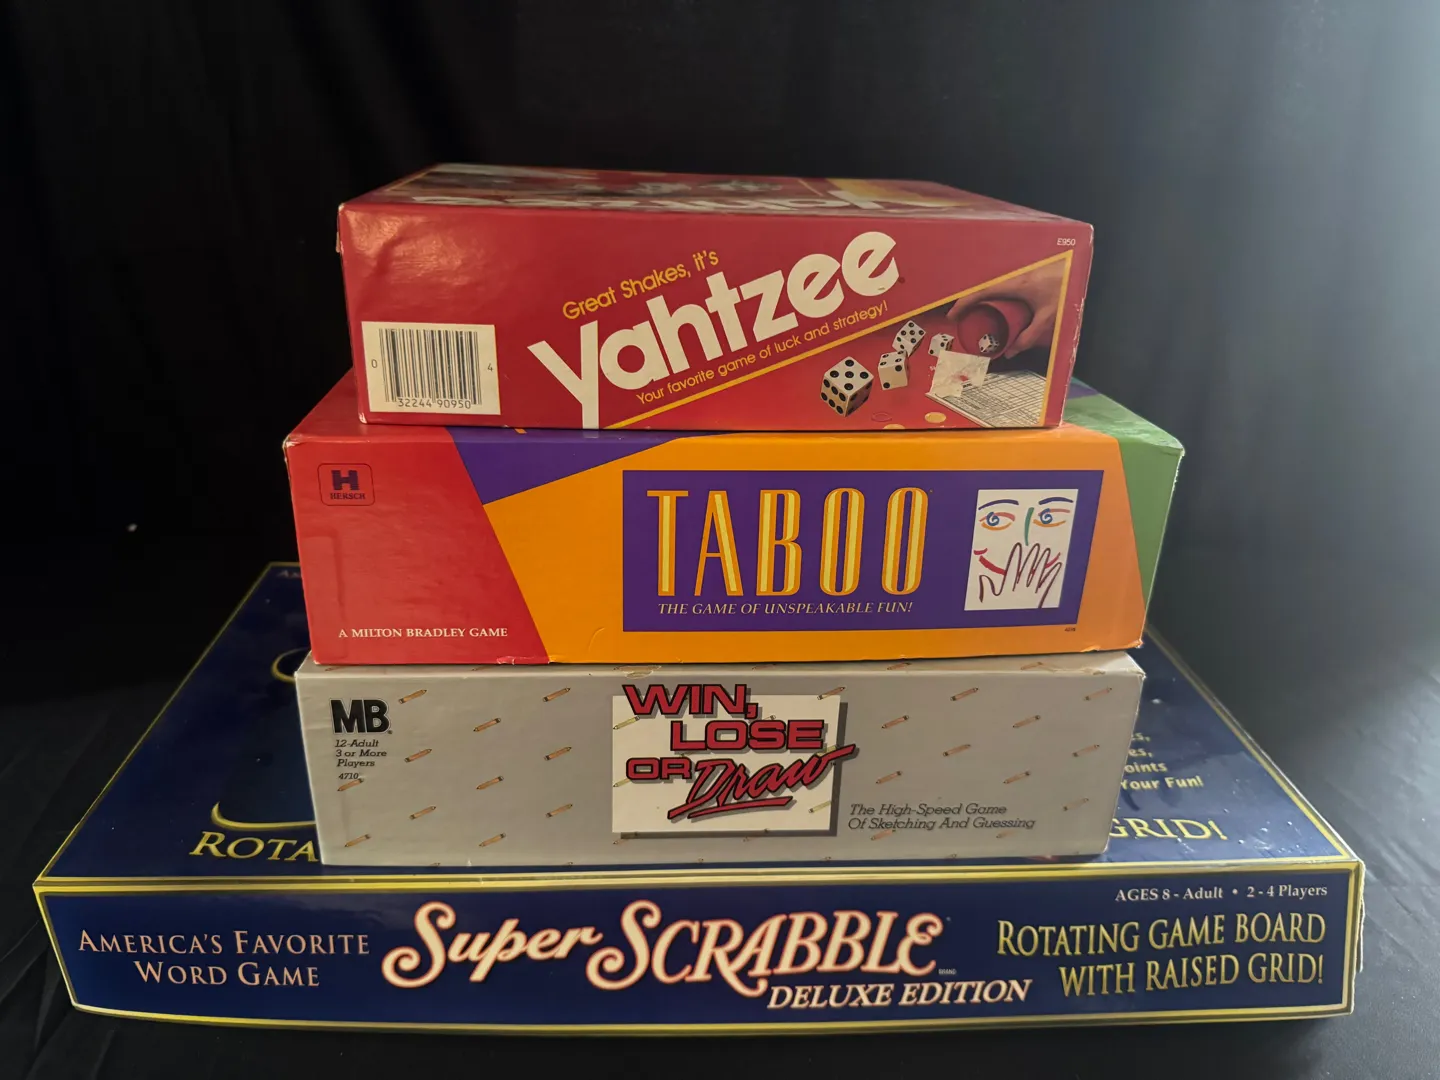 Yahtzee
E950
Great Shakes, it's
Yahtzee
Your favorite game of luck and strategy!
0 32244 90950 4
H
HERSCH
TABOO
THE GAME OF UNSPEAKABLE FUN!
A MILTON BRADLEY GAME
4216
MB
12-Adult
3 or More
Players
4710
WIN,
LOSE
OR Draw
The High-Speed Game
Of Sketching And Guessing
Your Fun!
ROTA
GRID!
AGES 8 - Adult • 2 - 4 Players
AMERICA'S FAVORITE
WORD GAME
Super SCRABBLE
BRAND
DELUXE EDITION
ROTATING GAME BOARD
WITH RAISED GRID!